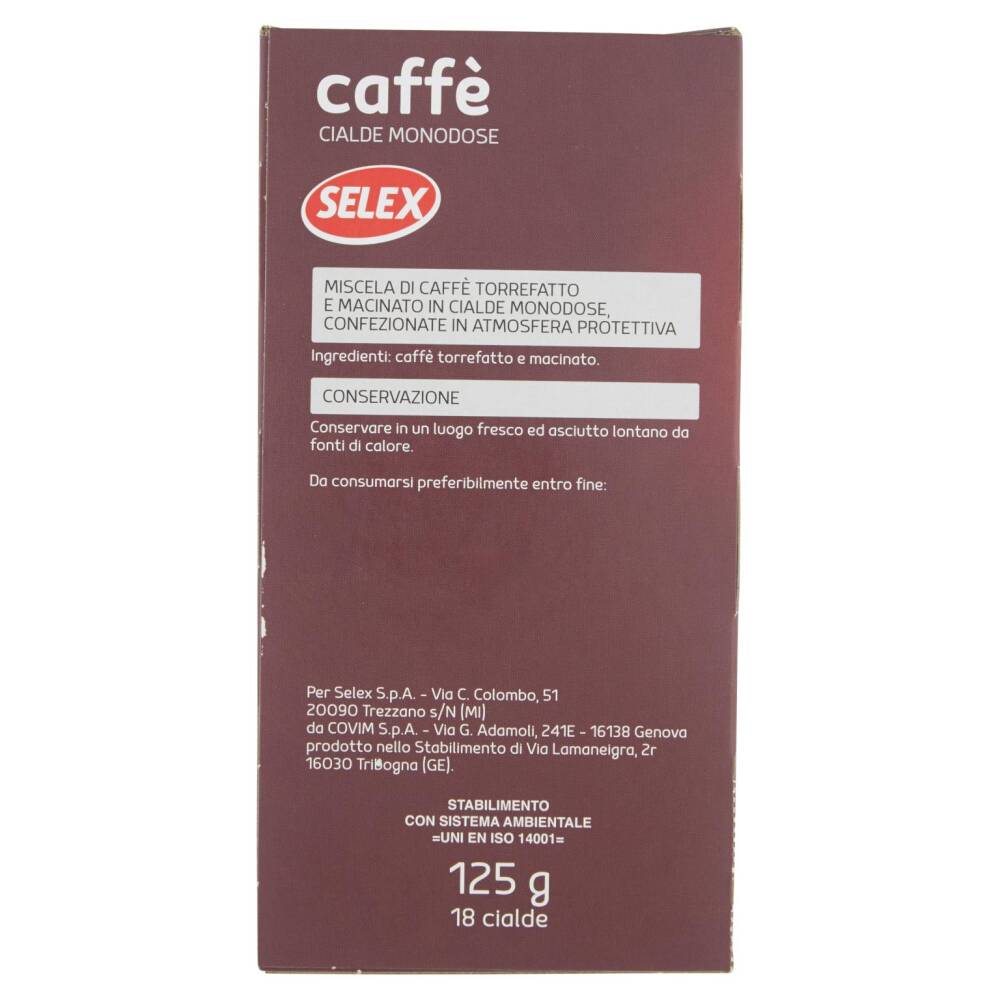 caffè
CIALDE MONODOSE
SELEX
MISCELA DI CAFFÈ TORREFATTO
E MACINATO IN CIALDE MONODOSE,
CONFEZIONATE IN ATMOSFERA PROTETTIVA
Ingredienti: caffè torrefatto e macinato.
CONSERVAZIONE
Conservare in un luogo fresco ed asciutto lontano da
fonti di calore.
Da consumarsi preferibilmente entro fine:
Per Selex S.p.A. - Via C. Colombo, 51
20090 Trezzano s/N (MI)
da COVIM S.p.A. - Via G. Adamoli, 241E - 16138 Genova
prodotto nello Stabilimento di Via Lamaneigra, 2r
16030 Tribogna (GE).
STABILIMENTO
CON SISTEMA AMBIENTALE
=UNI EN ISO 14001=
125 g
18 cialde